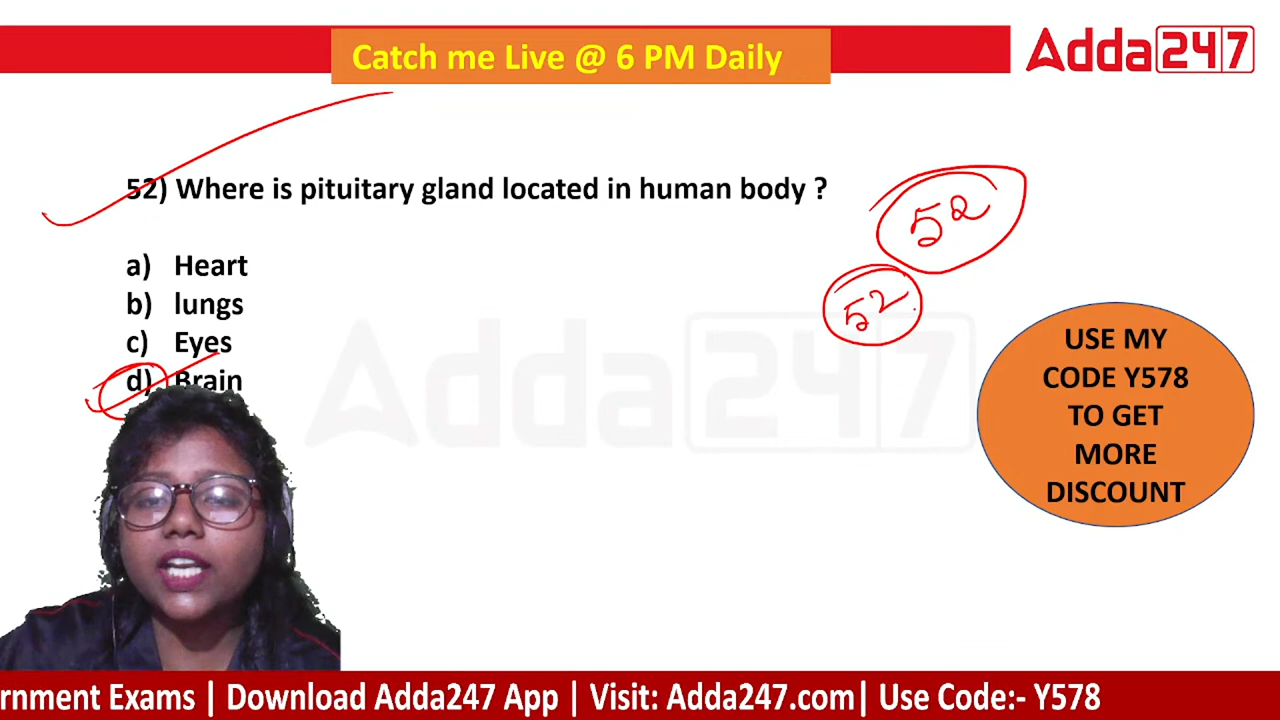 Catch me Live @ 6 PM Daily
Adda247
52) Where is pituitary gland located in human body ?
52
a) Heart
b) lungs
52
c) Eyes
d) Brain
Adda247
USE MY
CODE Y578
TO GET
MORE
DISCOUNT
rnment Exams | Download Adda247 App | Visit: Adda247.com| Use Code:- Y578